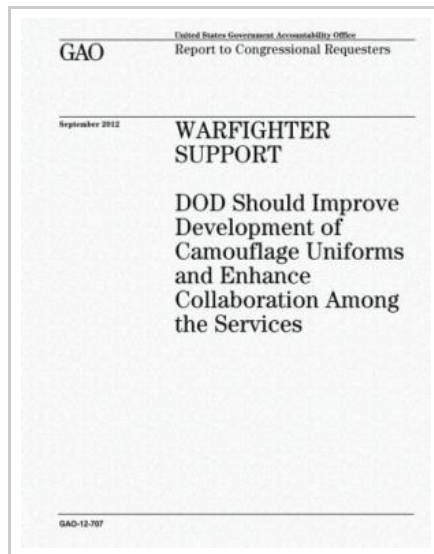 United States Government Accountability Office
GAO
Report to Congressional Requesters
September 2012
WARFIGHTER
SUPPORT
DOD Should Improve
Development of
Camouflage Uniforms
and Enhance
Collaboration Among
the Services
GAO-12-707